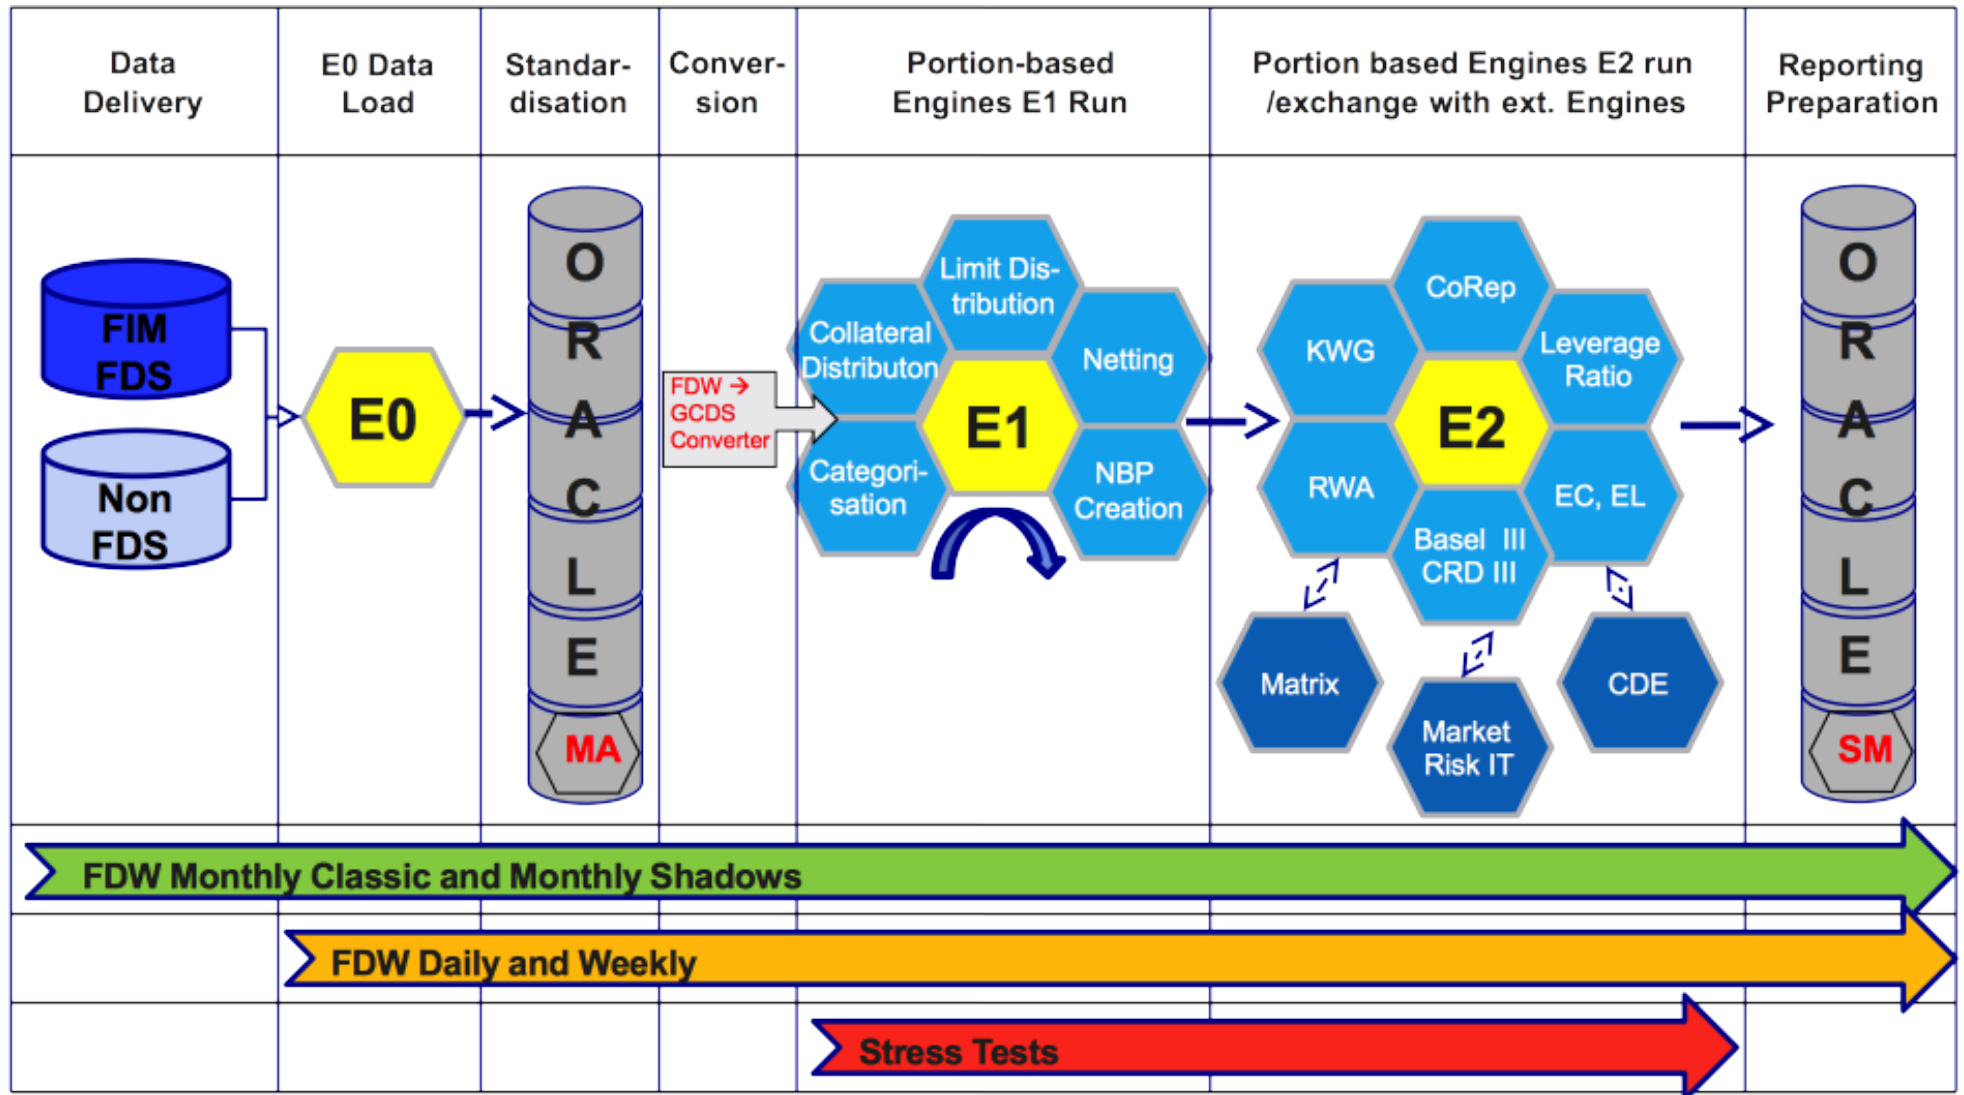 Data
Delivery
E0 Data
Load
Standar-
disation
Conver-
sion
Portion-based
Engines E1 Run
Portion based Engines E2 run
/exchange with ext. Engines
Reporting
Preparation
FIM
FDS
Non
FDS
E0
O
R
A
C
L
E
MA
FDW →
GCDS
Converter
Limit Dis-
tribution
Collateral
Distributon
Netting
E1
Categori-
sation
NBP
Creation
CoRep
KWG
Leverage
Ratio
E2
RWA
EC, EL
Basel III
CRD III
Matrix
Market
Risk IT
CDE
O
R
A
C
L
E
SM
FDW Monthly Classic and Monthly Shadows
FDW Daily and Weekly
Stress Tests